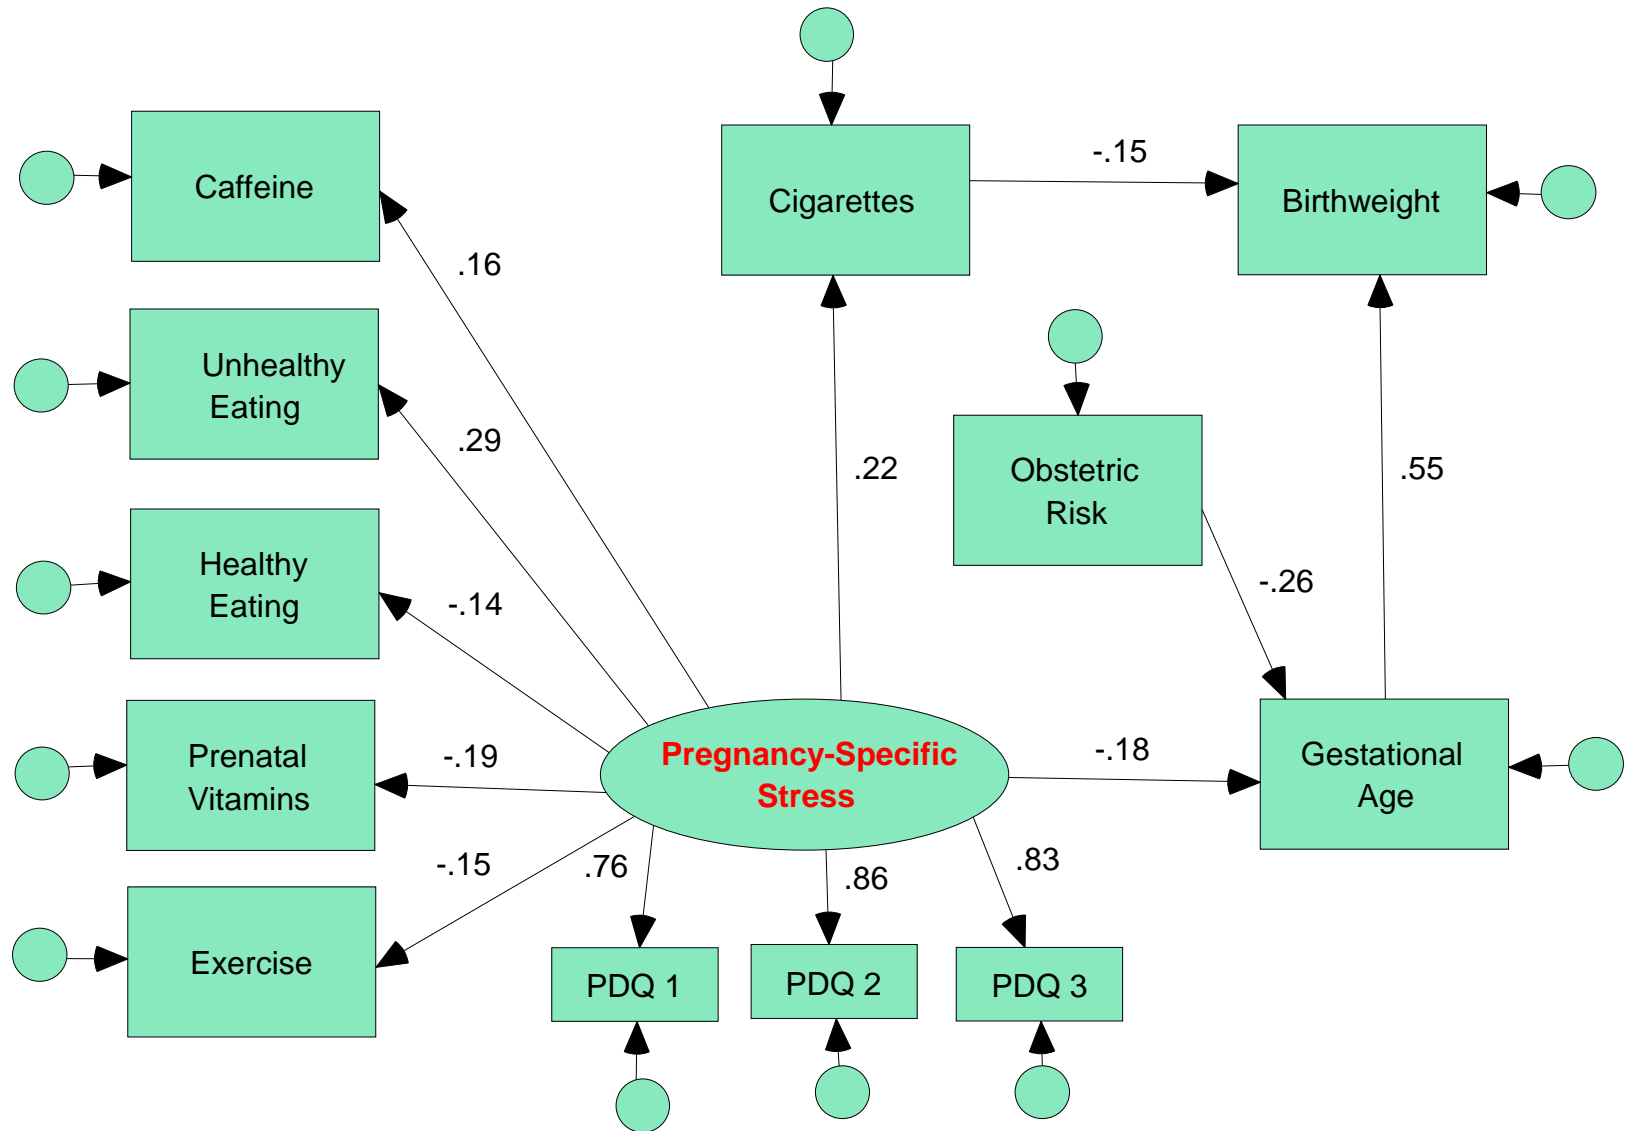 Caffeine
Cigarettes
-.15
Birthweight
.16
Unhealthy
Eating
.29
.22
Obstetric
Risk
.55
Healthy
Eating
-.14
-.26
Prenatal
Vitamins
-.19
Pregnancy-Specific
Stress
-.18
Gestational
Age
Exercise
-.15
.76
.86
.83
PDQ 1
PDQ 2
PDQ 3